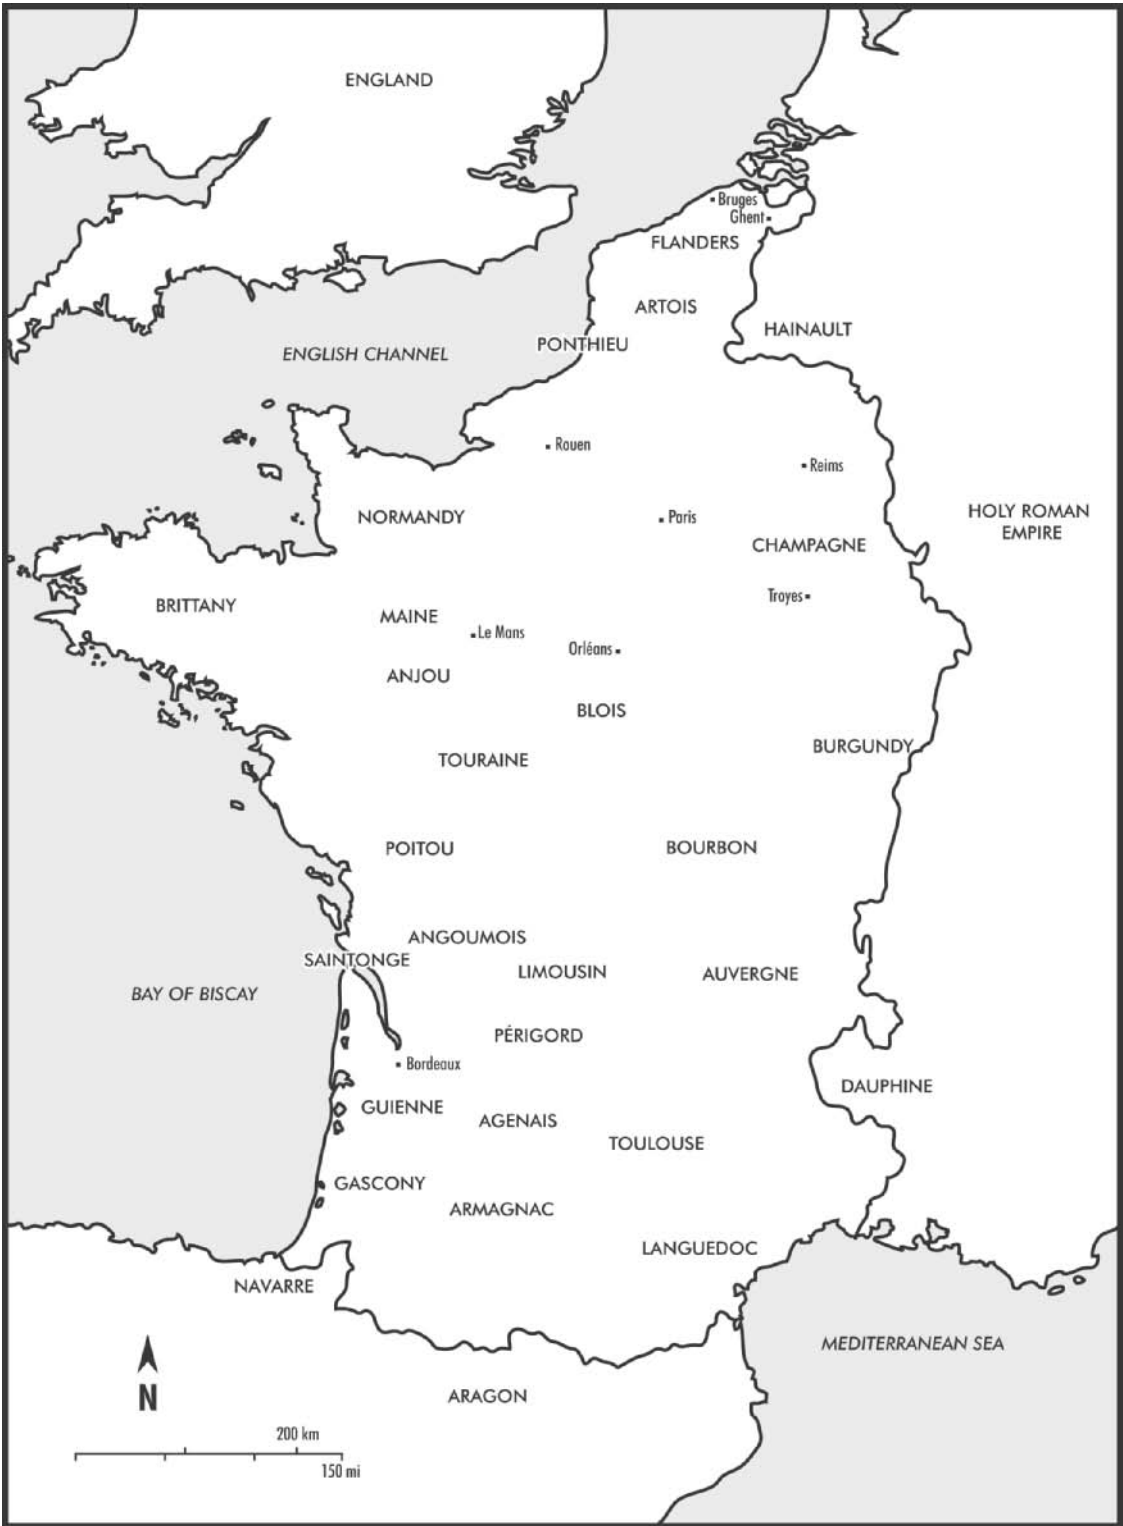 ENGLAND
Bruges
Ghent
FLANDERS
ARTOIS
HAINAULT
PONTHIEU
ENGLISH CHANNEL
Rouen
Reims
NORMANDY
Paris
HOLY ROMAN
EMPIRE
CHAMPAGNE
Troyes
BRITTANY
MAINE
Le Mans
Orléans
ANJOU
BLOIS
BURGUNDY
TOURAINE
POITOU
BOURBON
ANGOUMOIS
SAINTONGE
LIMOUSIN
AUVERGNE
BAY OF BISCAY
PÉRIGORD
Bordeaux
DAUPHINE
GUIENNE
AGENAIS
TOULOUSE
GASCONY
ARMAGNAC
LANGUEDOC
NAVARRE
MEDITERRANEAN SEA
N
ARAGON
200 km
150 mi